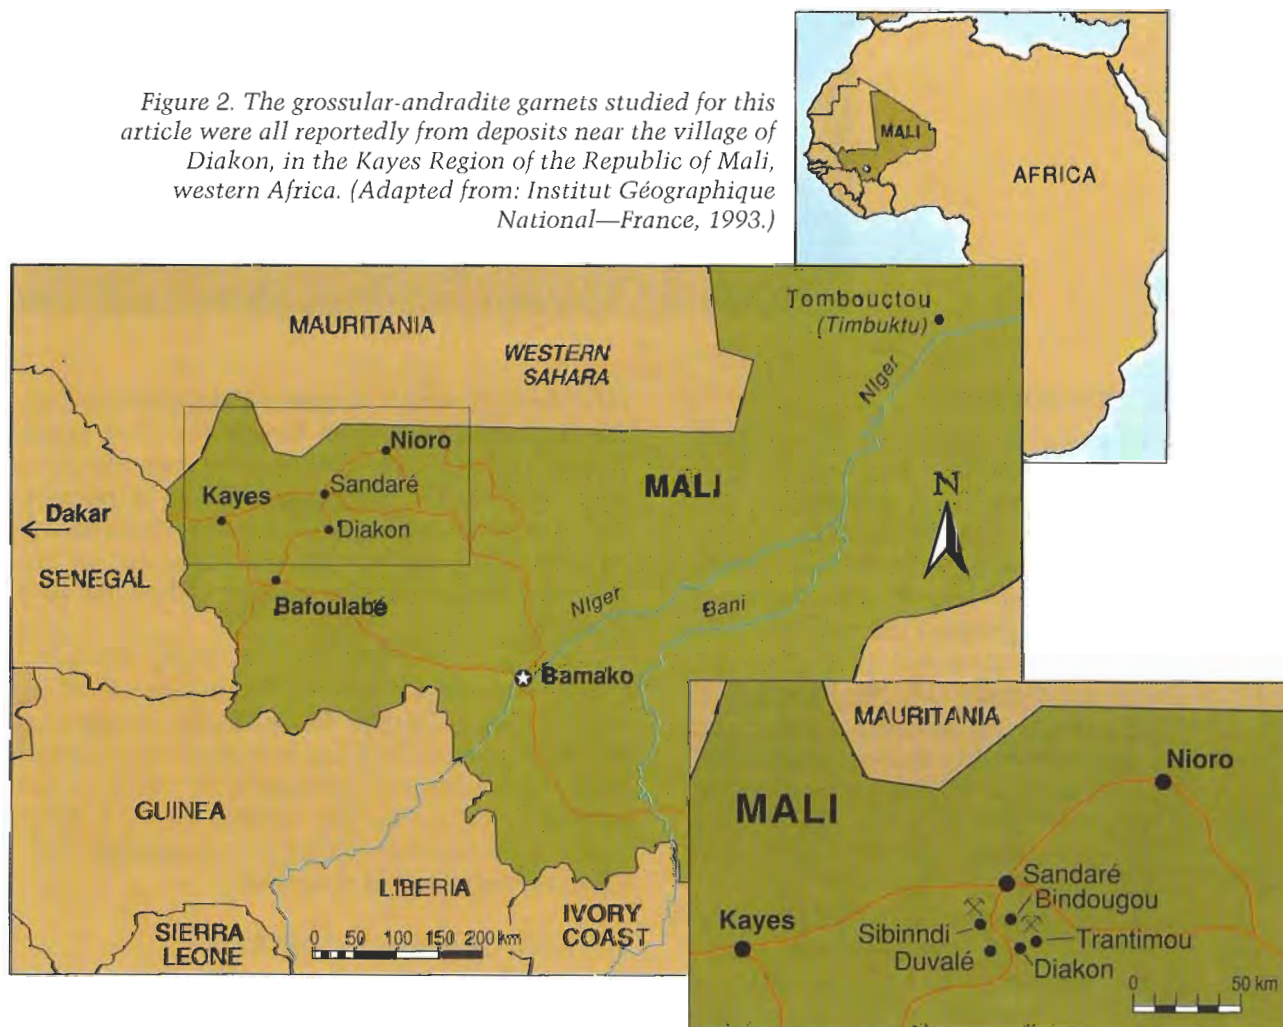 Figure 2. The grossular-andradite garnets studied for this
article were all reportedly from deposits near the village of
Diakon, in the Kayes Region of the Republic of Mali,
western Africa. (Adapted from: Institut Géographique
National—France, 1993.)
MALI
AFRICA
Tombouctou
(Timbuktu)
MAURITANIA
WESTERN
SAHARA
Niger
Nioro
Sandaré
MALI
N
Kayes
Dakar
Diakon
SENEGAL
Bafoulabé
Niger
Bani
Bamako
GUINEA
LIBERIA
IVORY
COAST
SIERRA
LEONE
0 50 100 150 200 km
MAURITANIA
Nioro
MALI
Sandaré
Bindougou
Kayes
Sibinndi
Trantimou
Duvalé
Diakon
0 50 km